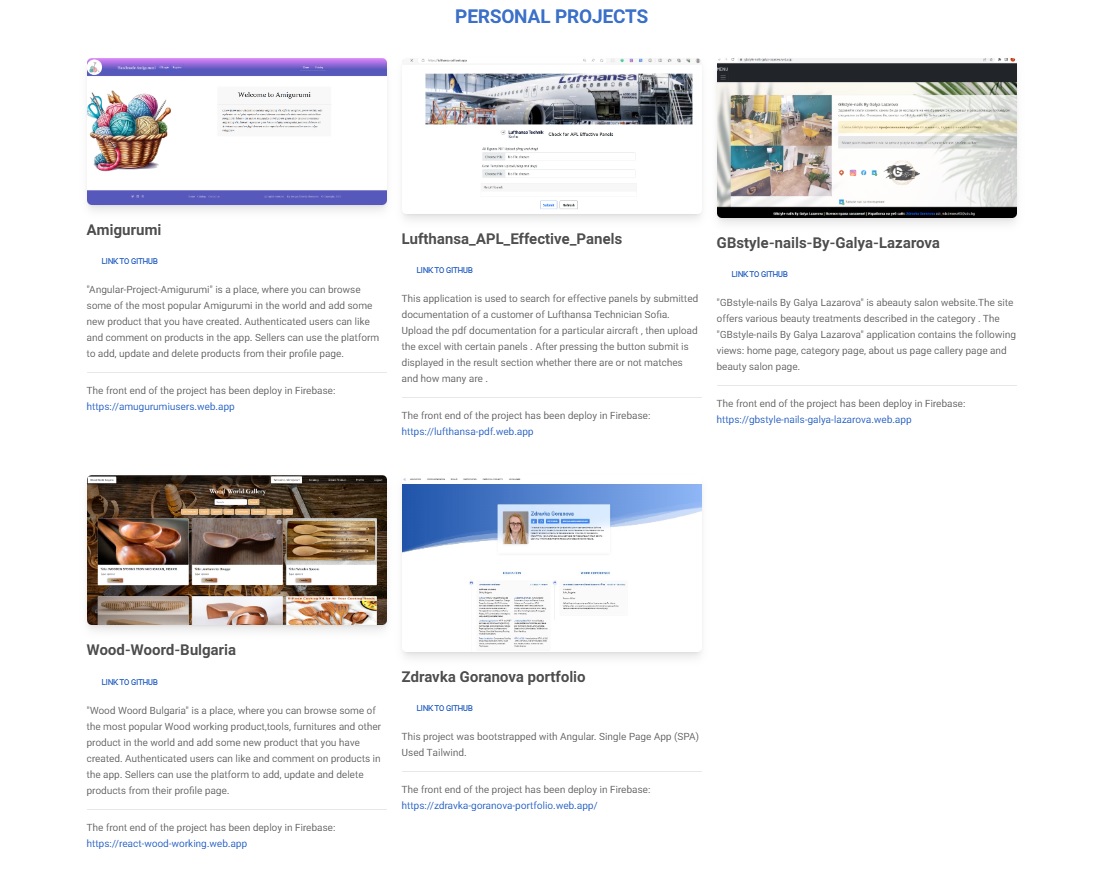 PERSONAL PROJECTS
Welcome to Amigurumi
Amigurumi
LINK TO GITHUB
"Angular-Project-Amigurumi" is a place, where you can browse
some of the most popular Amigurumi in the world and add some
new product that you have created. Authenticated users can like
and comment on products in the app. Sellers can use the platform
to add, update and delete products from their profile page.
The front end of the project has been deploy in Firebase:
https://amugurumiusers.web.app
Lufthansa
Lufthansa Technik
Sofia
Check for APL Effective Panels
Submit
Refresh
Lufthansa_APL_Effective_Panels
LINK TO GITHUB
This application is used to search for effective panels by submitted
documentation of a customer of Lufthansa Technician Sofia.
Upload the pdf documentation for a particular aircraft , then upload
the excel with certain panels . After pressing the button submit is
displayed in the result section whether there are or not matches
and how many are .
The front end of the project has been deploy in Firebase:
https://lufthansa-pdf.web.app
MENU
GBstyle-nails By Galya Lazarova
GBstyle-nails-By-Galya-Lazarova
LINK TO GITHUB
"GBstyle-nails By Galya Lazarova" is abeauty salon website.The site
offers various beauty treatments described in the category . The
"GBstyle-nails By Galya Lazarova" application contains the following
views: home page, category page, about us page callery page and
beauty salon page.
The front end of the project has been deploy in Firebase:
https://gbstyle-nails-galya-lazarova.web.app
Wood World Gallery
Wood-Woord-Bulgaria
LINK TO GITHUB
"Wood Woord Bulgaria" is a place, where you can browse some of
the most popular Wood working product,tools, furnitures and other
product in the world and add some new product that you have
created. Authenticated users can like and comment on products in
the app. Sellers can use the platform to add, update and delete
products from their profile page.
The front end of the project has been deploy in Firebase:
https://react-wood-working.web.app
Zdravka Goranova
Zdravka Goranova portfolio
LINK TO GITHUB
This project was bootstrapped with Angular. Single Page App (SPA)
Used Tailwind.
The front end of the project has been deploy in Firebase:
https://zdravka-goranova-portfolio.web.app/